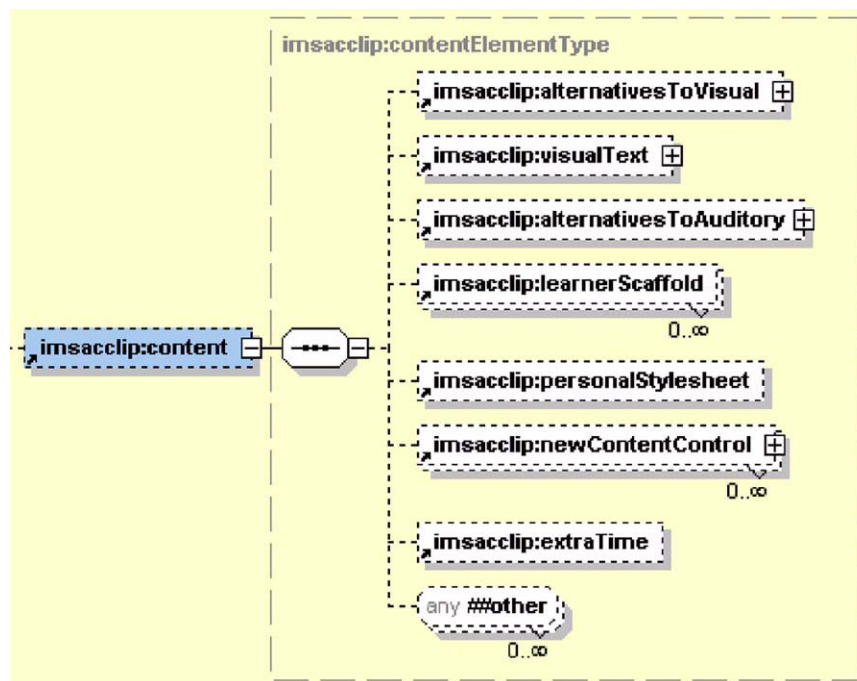 imsacclip:contentElementType
imsacclip:alternativesToVisual
imsacclip:visualText
imsacclip:alternativesToAuditory
imsacclip:learnerScaffold
0..∞
imsacclip:content
imsacclip:personalStylesheet
imsacclip:newContentControl
0..∞
imsacclip:extraTime
any ##other
0..∞